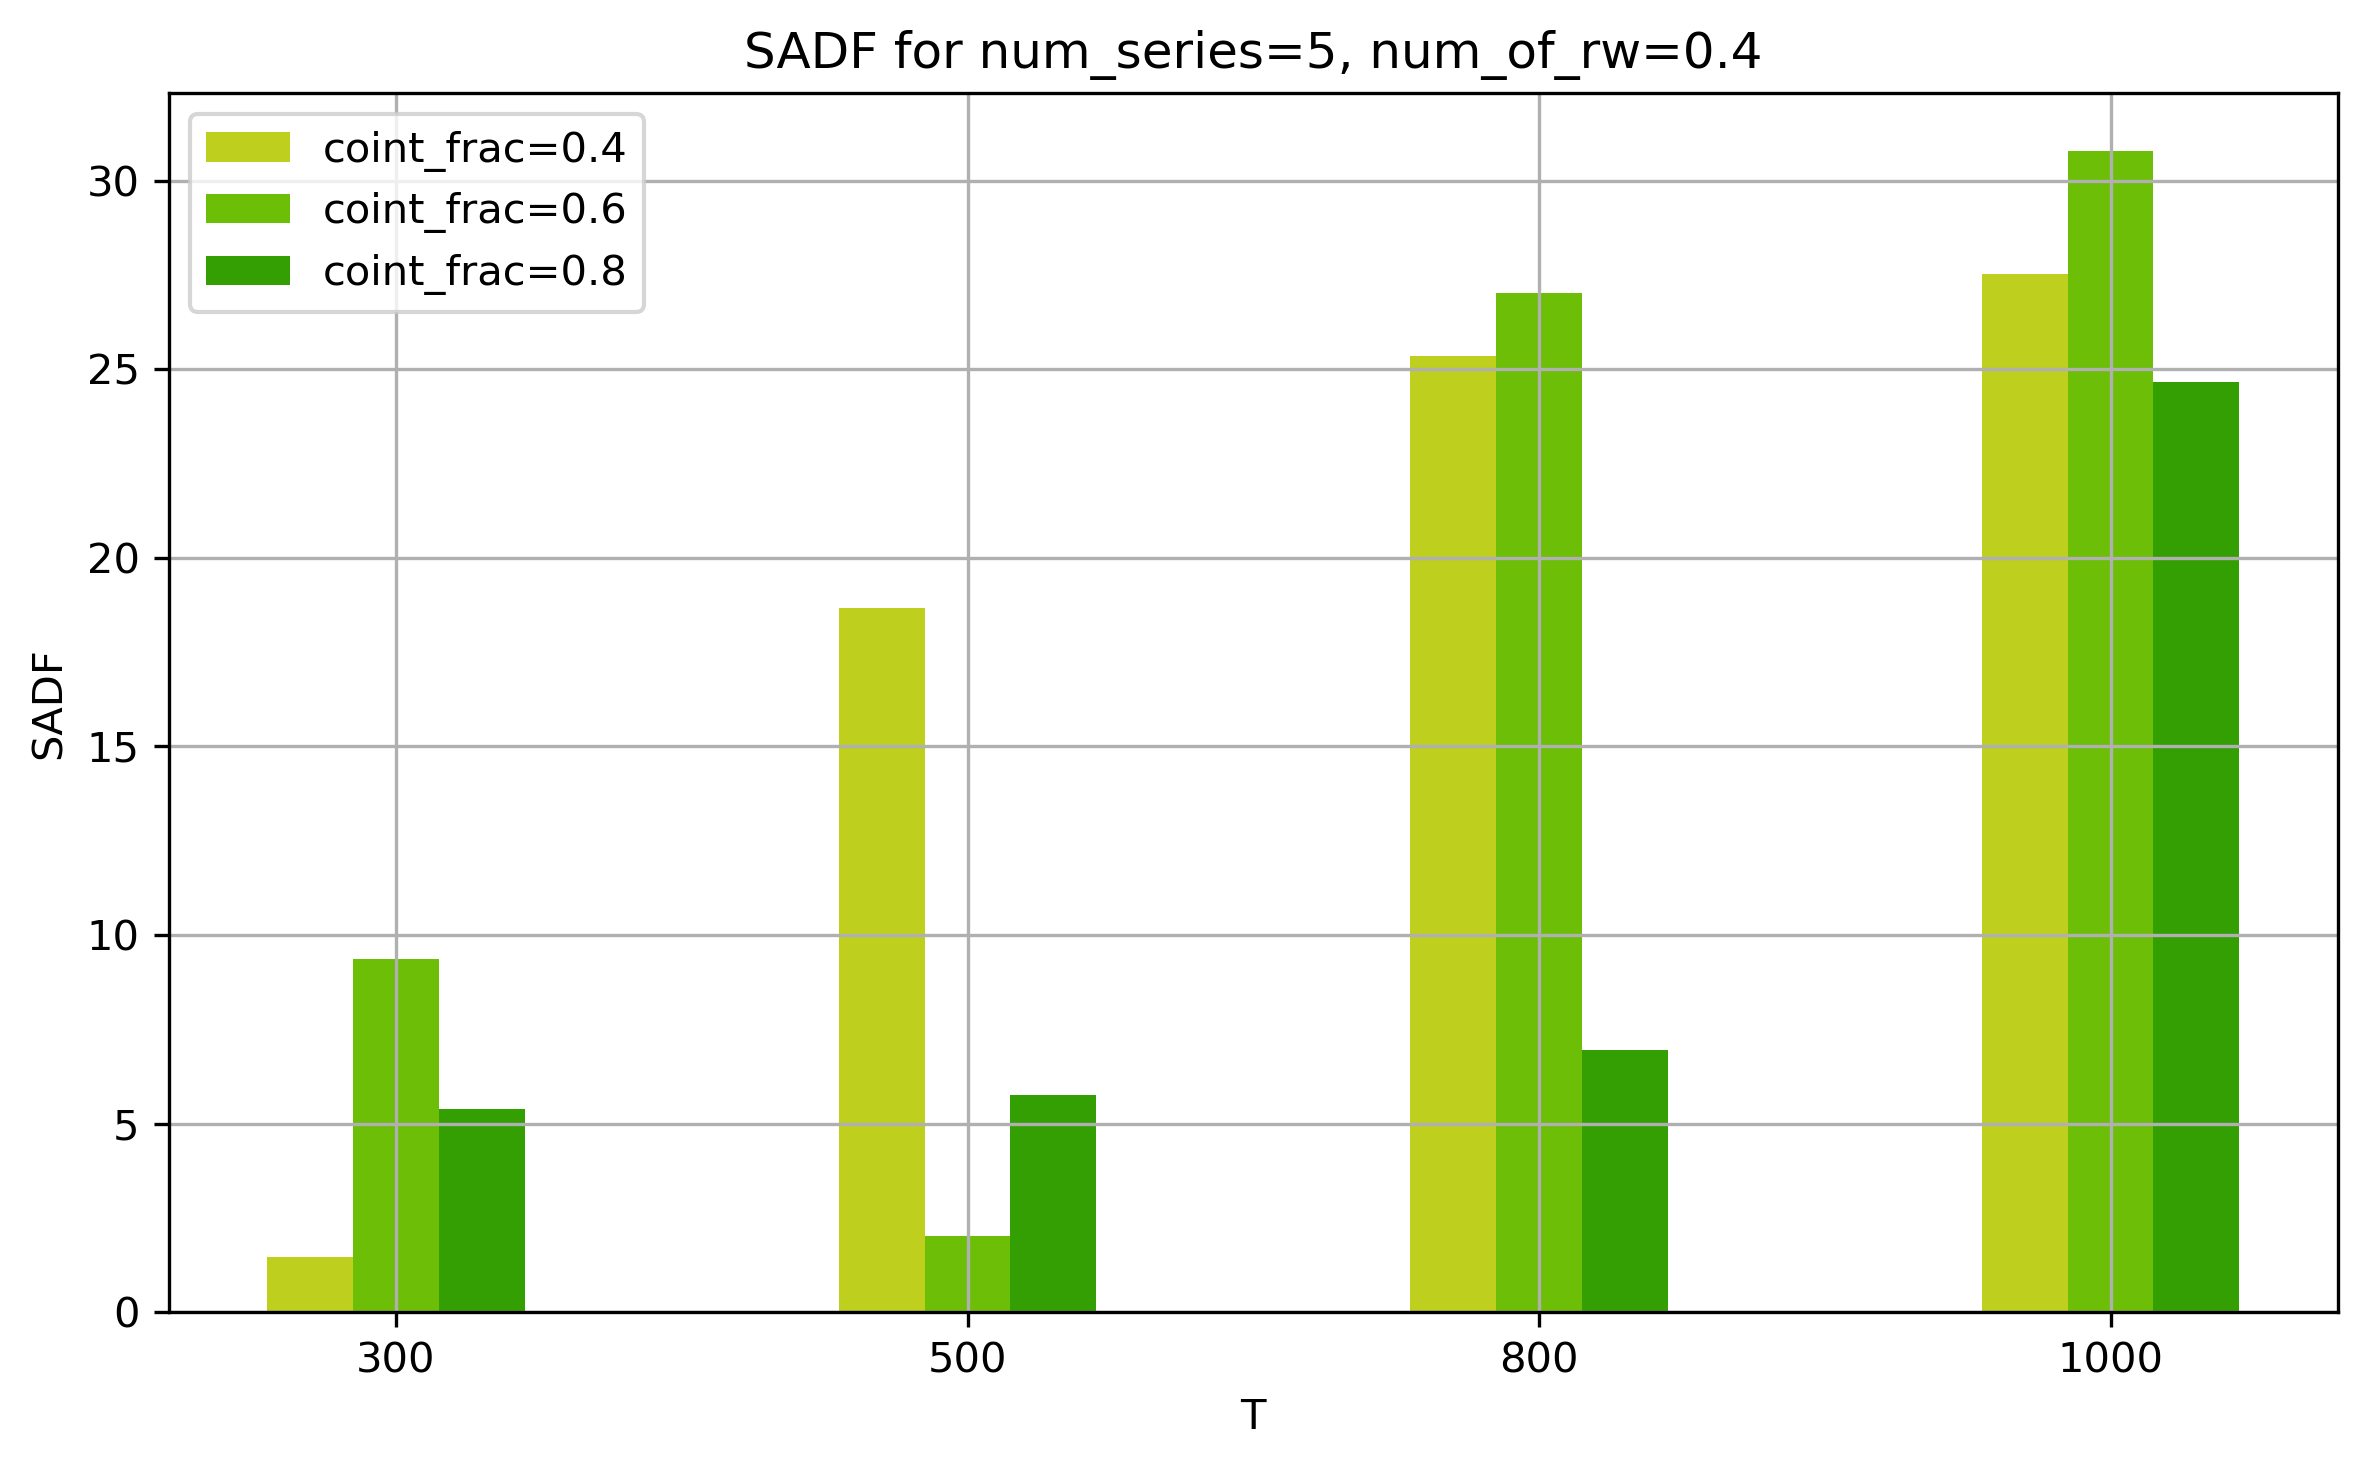 SADF for num_series=5, num_of_rw=0.4
coint_frac=0.4
coint_frac=0.6
coint_frac=0.8
30
25
20
15
10
5
0
SADF
300 500 800 1000
T